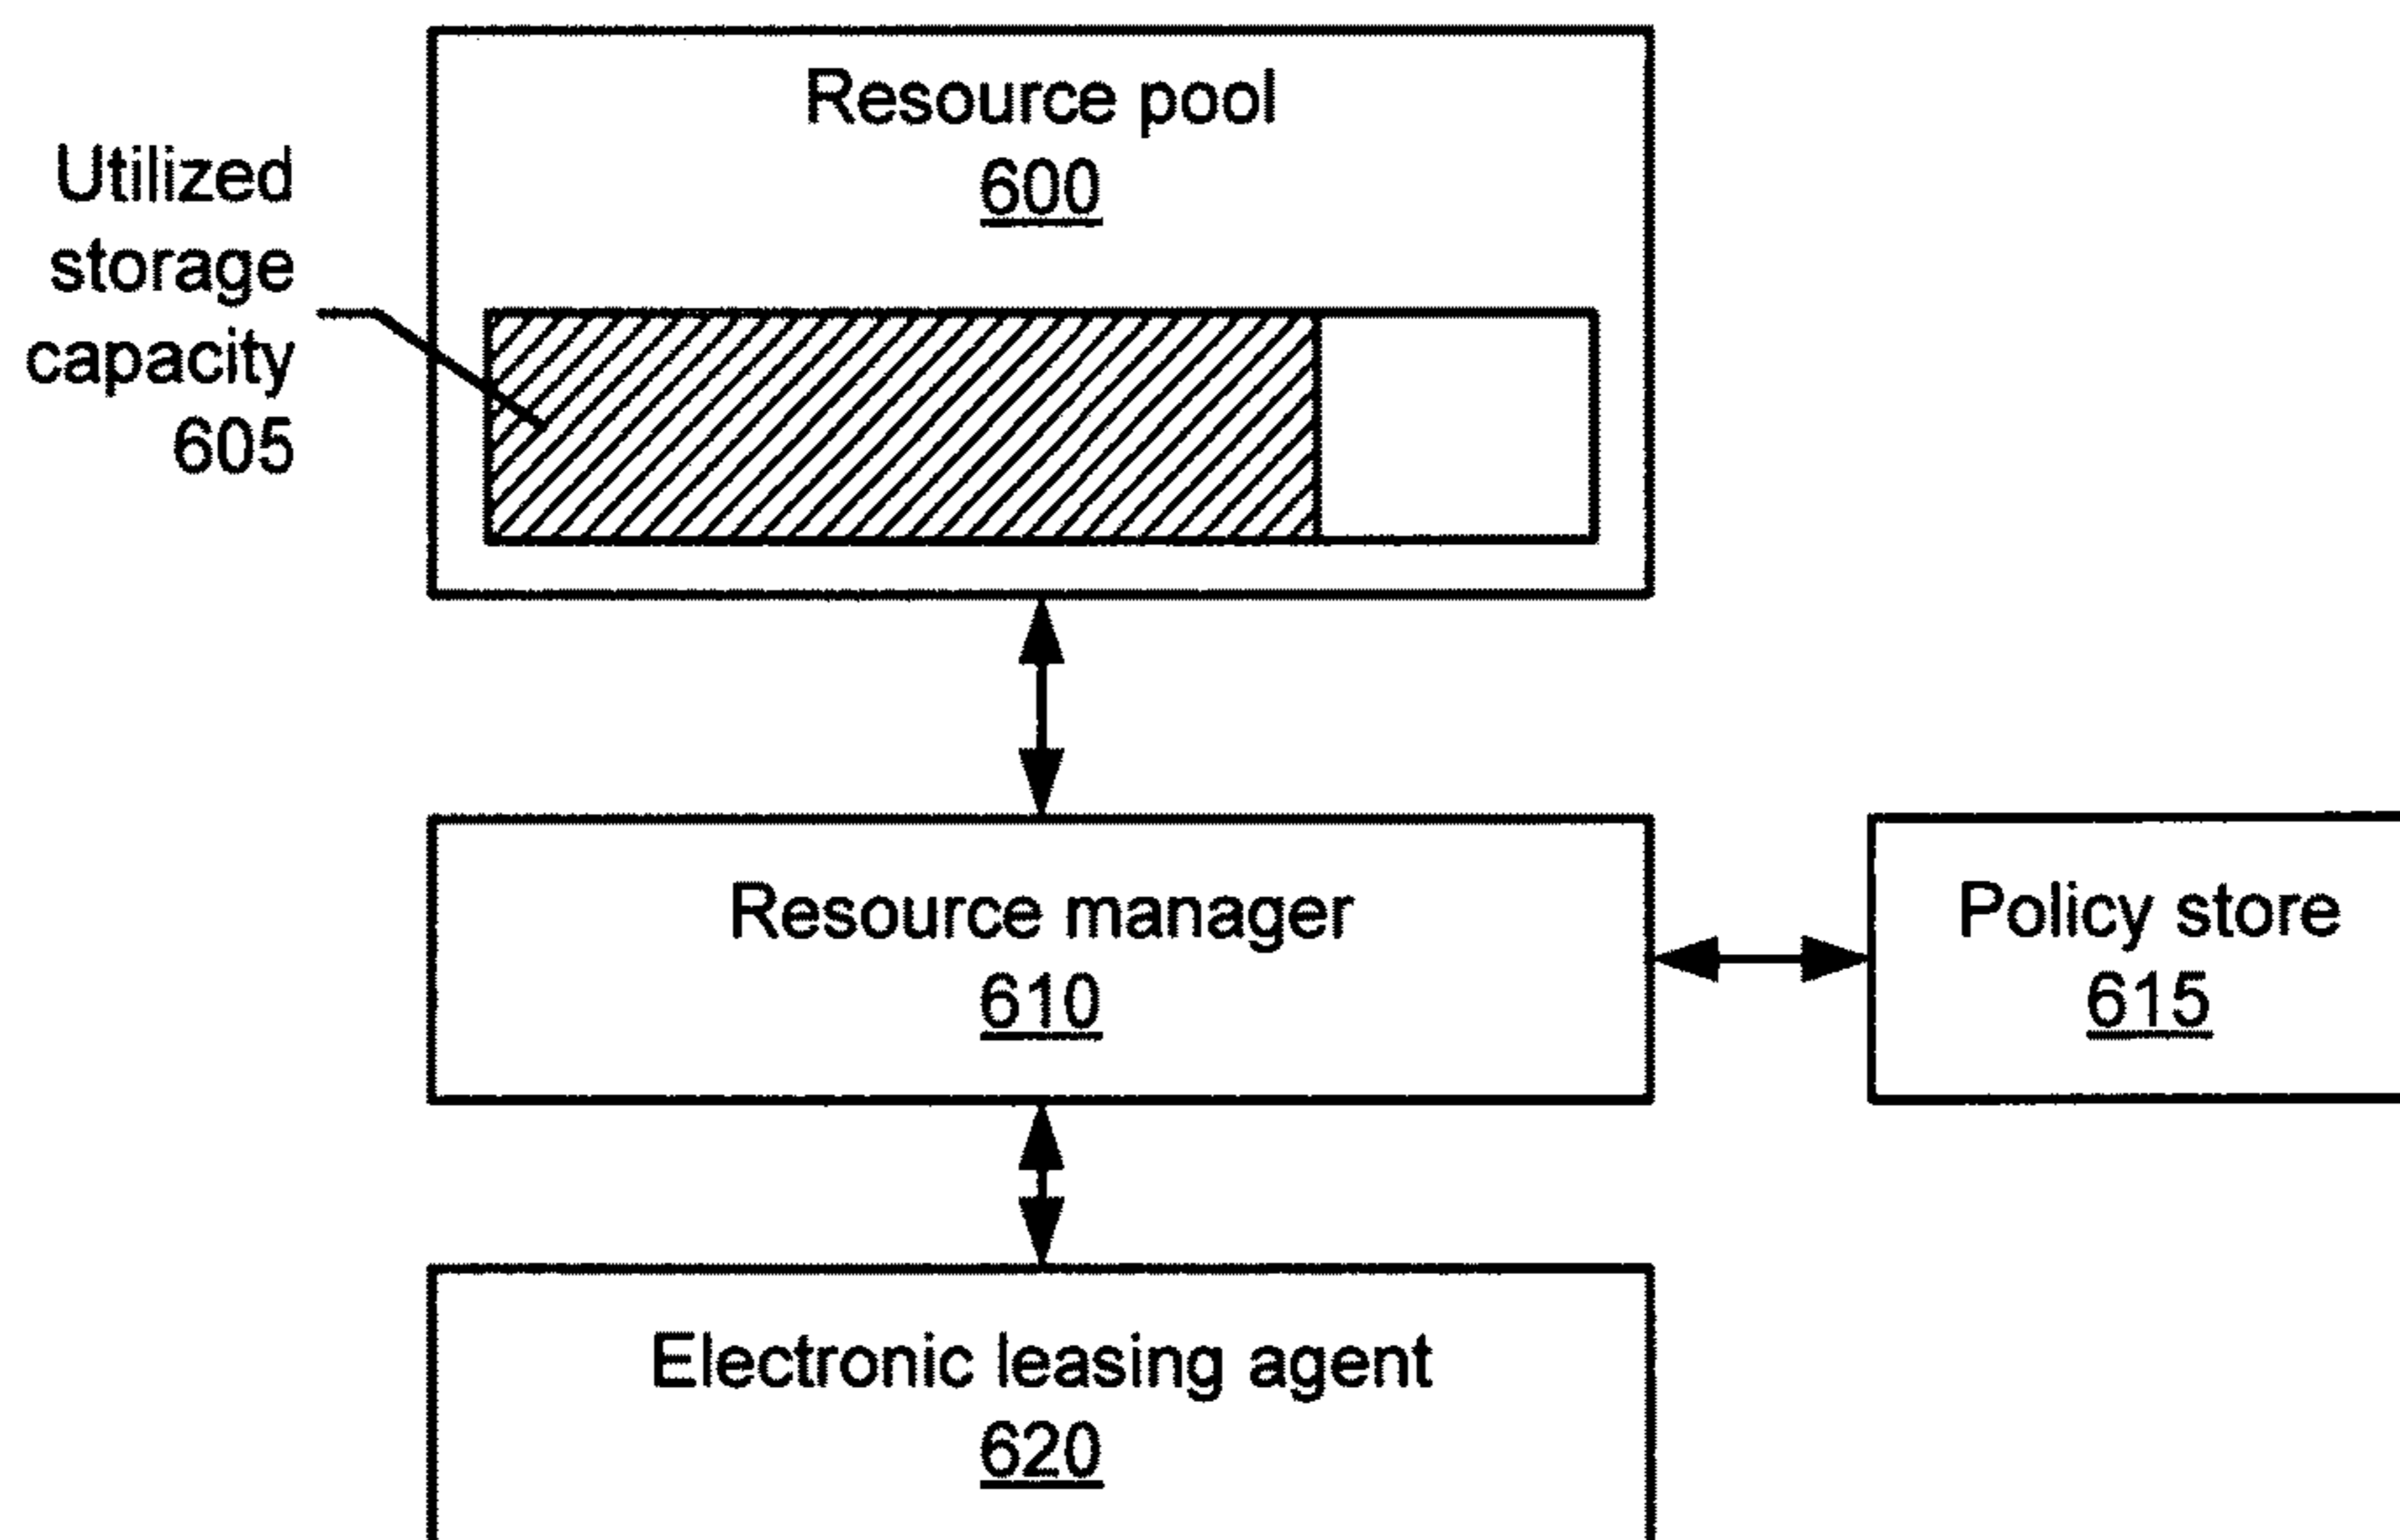 Resource pool
600
Utilized
storage
capacity
605
Resource manager
610
Policy store
615
Electronic leasing agent
620